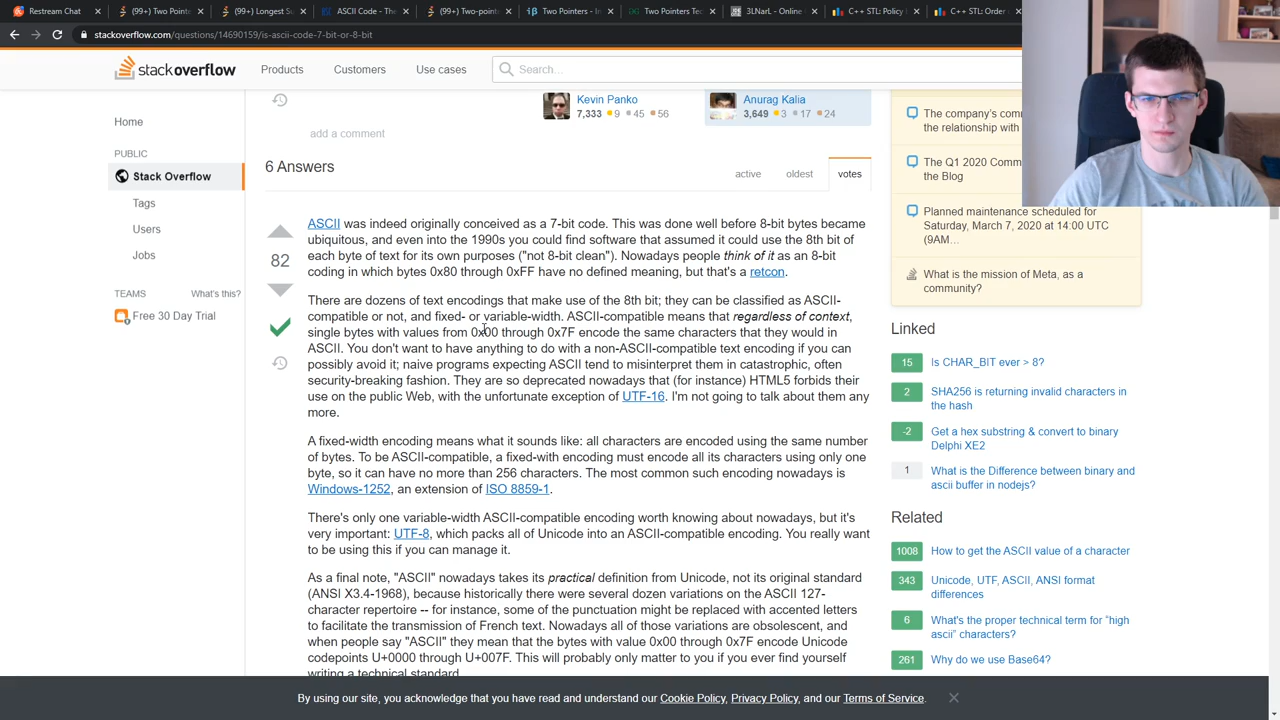 Restream Chat
(99+) Two Pointe
(99+) Longest Su
ASCII Code - The
(99+) Two-point
Two Pointers - In
Two Pointers Tec
3LNarL - Online
C++ STL: Policy
C++ STL: Order
stackoverflow.com/questions/14690159/is-ascii-code-7-bit-or-8-bit
stackoverflow
Products
Customers
Use cases
Search...
Kevin Panko
7,333 9 45 56
Anurag Kalia
3,649 3 17 24
add a comment
Home
PUBLIC
Stack Overflow
Tags
Users
Jobs
TEAMS
What's this?
Free 30 Day Trial
6 Answers
active
oldest
votes
82
ASCII was indeed originally conceived as a 7-bit code. This was done well before 8-bit bytes became
ubiquitous, and even into the 1990s you could find software that assumed it could use the 8th bit of
each byte of text for its own purposes ("not 8-bit clean"). Nowadays people think of it as an 8-bit
coding in which bytes 0x80 through 0xFF have no defined meaning, but that's a retcon.
There are dozens of text encodings that make use of the 8th bit; they can be classified as ASCII-
compatible or not, and fixed- or variable-width. ASCII-compatible means that regardless of context,
single bytes with values from 0x00 through 0x7F encode the same characters that they would in
ASCII. You don't want to have anything to do with a non-ASCII-compatible text encoding if you can
possibly avoid it; naive programs expecting ASCII tend to misinterpret them in catastrophic, often
security-breaking fashion. They are so deprecated nowadays that (for instance) HTML5 forbids their
use on the public Web, with the unfortunate exception of UTF-16. I'm not going to talk about them any
more.
A fixed-width encoding means what it sounds like: all characters are encoded using the same number
of bytes. To be ASCII-compatible, a fixed-with encoding must encode all its characters using only one
byte, so it can have no more than 256 characters. The most common such encoding nowadays is
Windows-1252, an extension of ISO 8859-1.
There's only one variable-width ASCII-compatible encoding worth knowing about nowadays, but it's
very important: UTF-8, which packs all of Unicode into an ASCII-compatible encoding. You really want
to be using this if you can manage it.
As a final note, "ASCII" nowadays takes its practical definition from Unicode, not its original standard
(ANSI X3.4-1968), because historically there were several dozen variations on the ASCII 127-
character repertoire -- for instance, some of the punctuation might be replaced with accented letters
to facilitate the transmission of French text. Nowadays all of those variations are obsolescent, and
when people say "ASCII" they mean that the bytes with value 0x00 through 0x7F encode Unicode
codepoints U+0000 through U+007F. This will probably only matter to you if you ever find yourself
writing a technical standard.
The company's com
the relationship with
The Q1 2020 Comm
the Blog
Planned maintenance scheduled for
Saturday, March 7, 2020 at 14:00 UTC
(9AM...
What is the mission of Meta, as a
community?
Linked
15 Is CHAR_BIT ever > 8?
2 SHA256 is returning invalid characters in
the hash
-2 Get a hex substring & convert to binary
Delphi XE2
1 What is the Difference between binary and
ascii buffer in nodejs?
Related
1008 How to get the ASCII value of a character
343 Unicode, UTF, ASCII, ANSI format
differences
6 What's the proper technical term for "high
ascii" characters?
261 Why do we use Base64?
By using our site, you acknowledge that you have read and understand our Cookie Policy, Privacy Policy, and our Terms of Service.